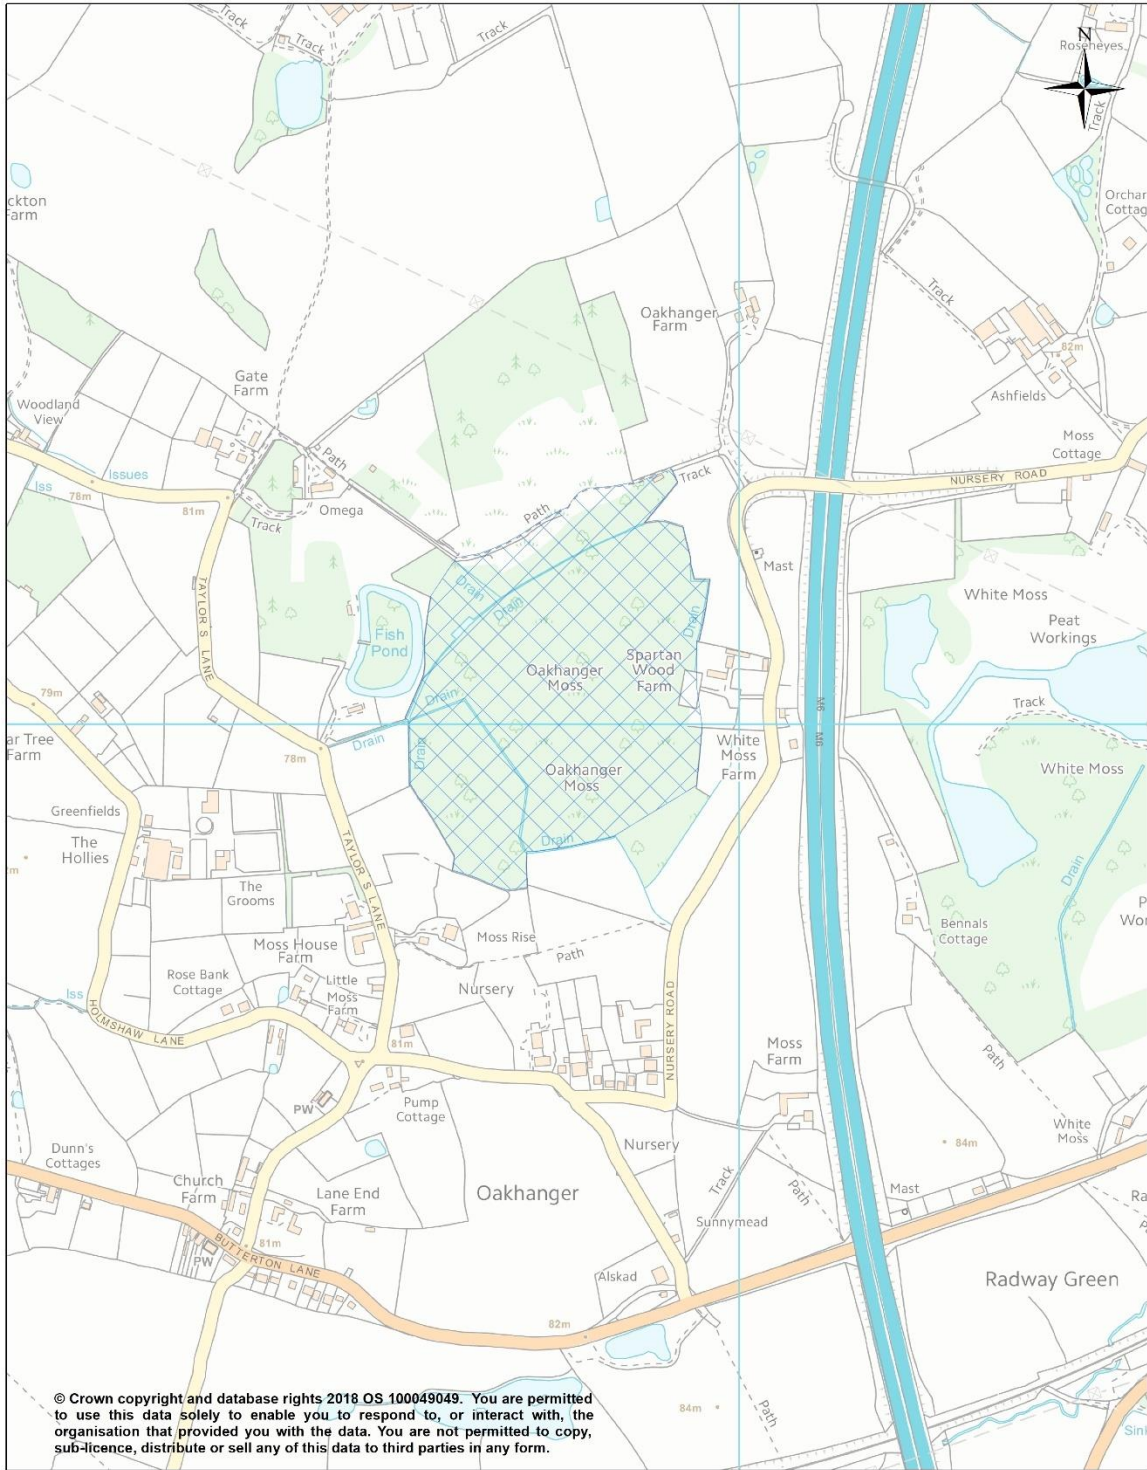 Track
Track
Roseheyes
N
Track
Farm
Orchar
Cottag
Track
Oakhanger
Farm
82m
Gate
Farm
Ashfields
Woodland
View
Moss
Cottage
Path
Issues
Iss
78m
81m
Track
NURSERY ROAD
Omega
Track
Path
Mast
Drain
Drain
White Moss
TAYLOR S LANE
Fish
Pond
Drain
Peat
Workings
Oakhanger
Moss
Spartan
Wood
Farm
79m
Drain
Track
M6 M6
ar Tree
Farm
Drain
Drain
78m
White
Moss
Farm
White Moss
Oakhanger
Moss
Greenfields
The
Hollies
Drain
TAYLOR S LANE
Drain
The
Grooms
Bennals
Cottage
Moss House
Farm
Moss Rise
Path
Rose Bank
Cottage
Little
Moss
Farm
Nursery
Iss
HOLMSHAW LANE
NURSERY ROAD
81m
Moss
Farm
Path
PW
Pump
Cottage
White
Moss
Dunn's
Cottages
Nursery
84m
Church
Farm
Lane End
Farm
Oakhanger
Track
Path
Mast
Sunnymead
81m
PW
BUTTERTON LANE
Alskad
Radway Green
82m
84m
Path
© Crown copyright and database rights 2018 OS 100049049. You are permitted
to use this data solely to enable you to respond to, or interact with, the
organisation that provided you with the data. You are not permitted to copy,
sub-licence, distribute or sell any of this data to third parties in any form.